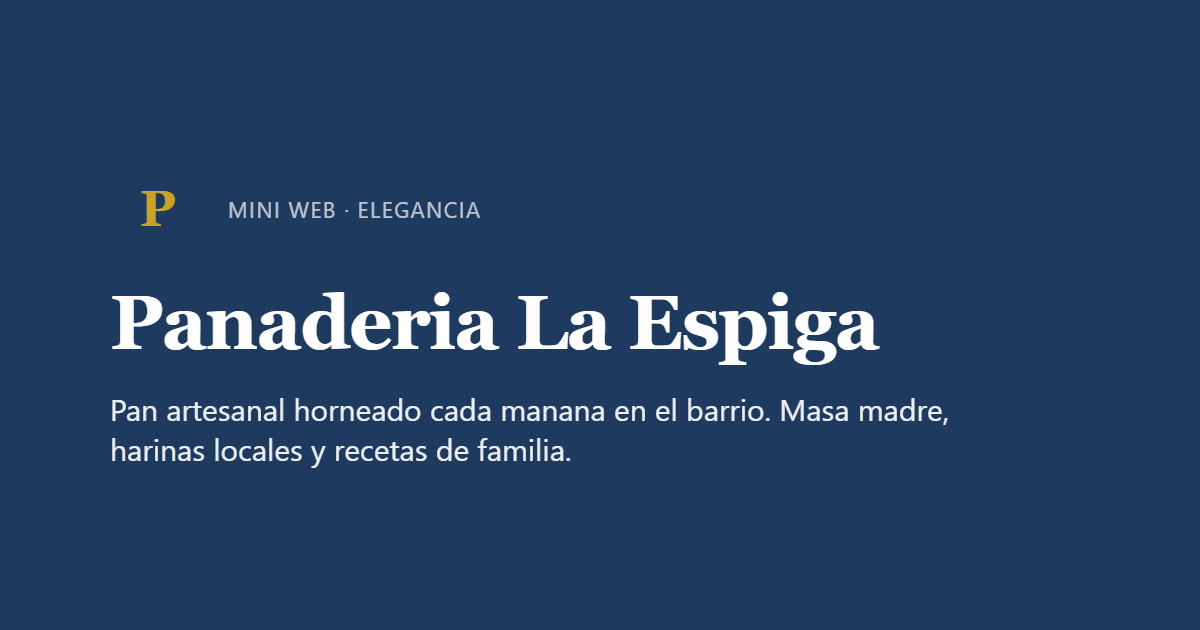 P
MINI WEB · ELEGANCIA
Panaderia La Espiga
Pan artesanal horneado cada manana en el barrio. Masa madre,
harinas locales y recetas de familia.